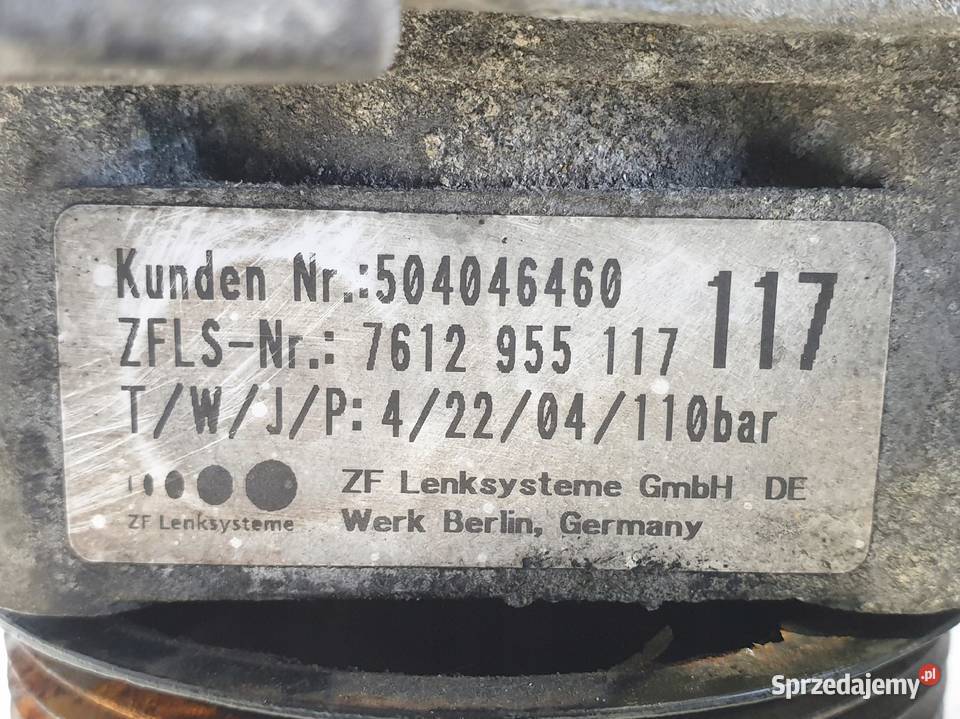 Kunden Nr.:504046460
117
ZFLS-Nr.: 7612 955 117
T/W/J/P: 4/22/04/110bar
ZF Lenksysteme GmbH DE
ZF Lenksysteme
Werk Berlin, Germany
Sprzedajemy.pl